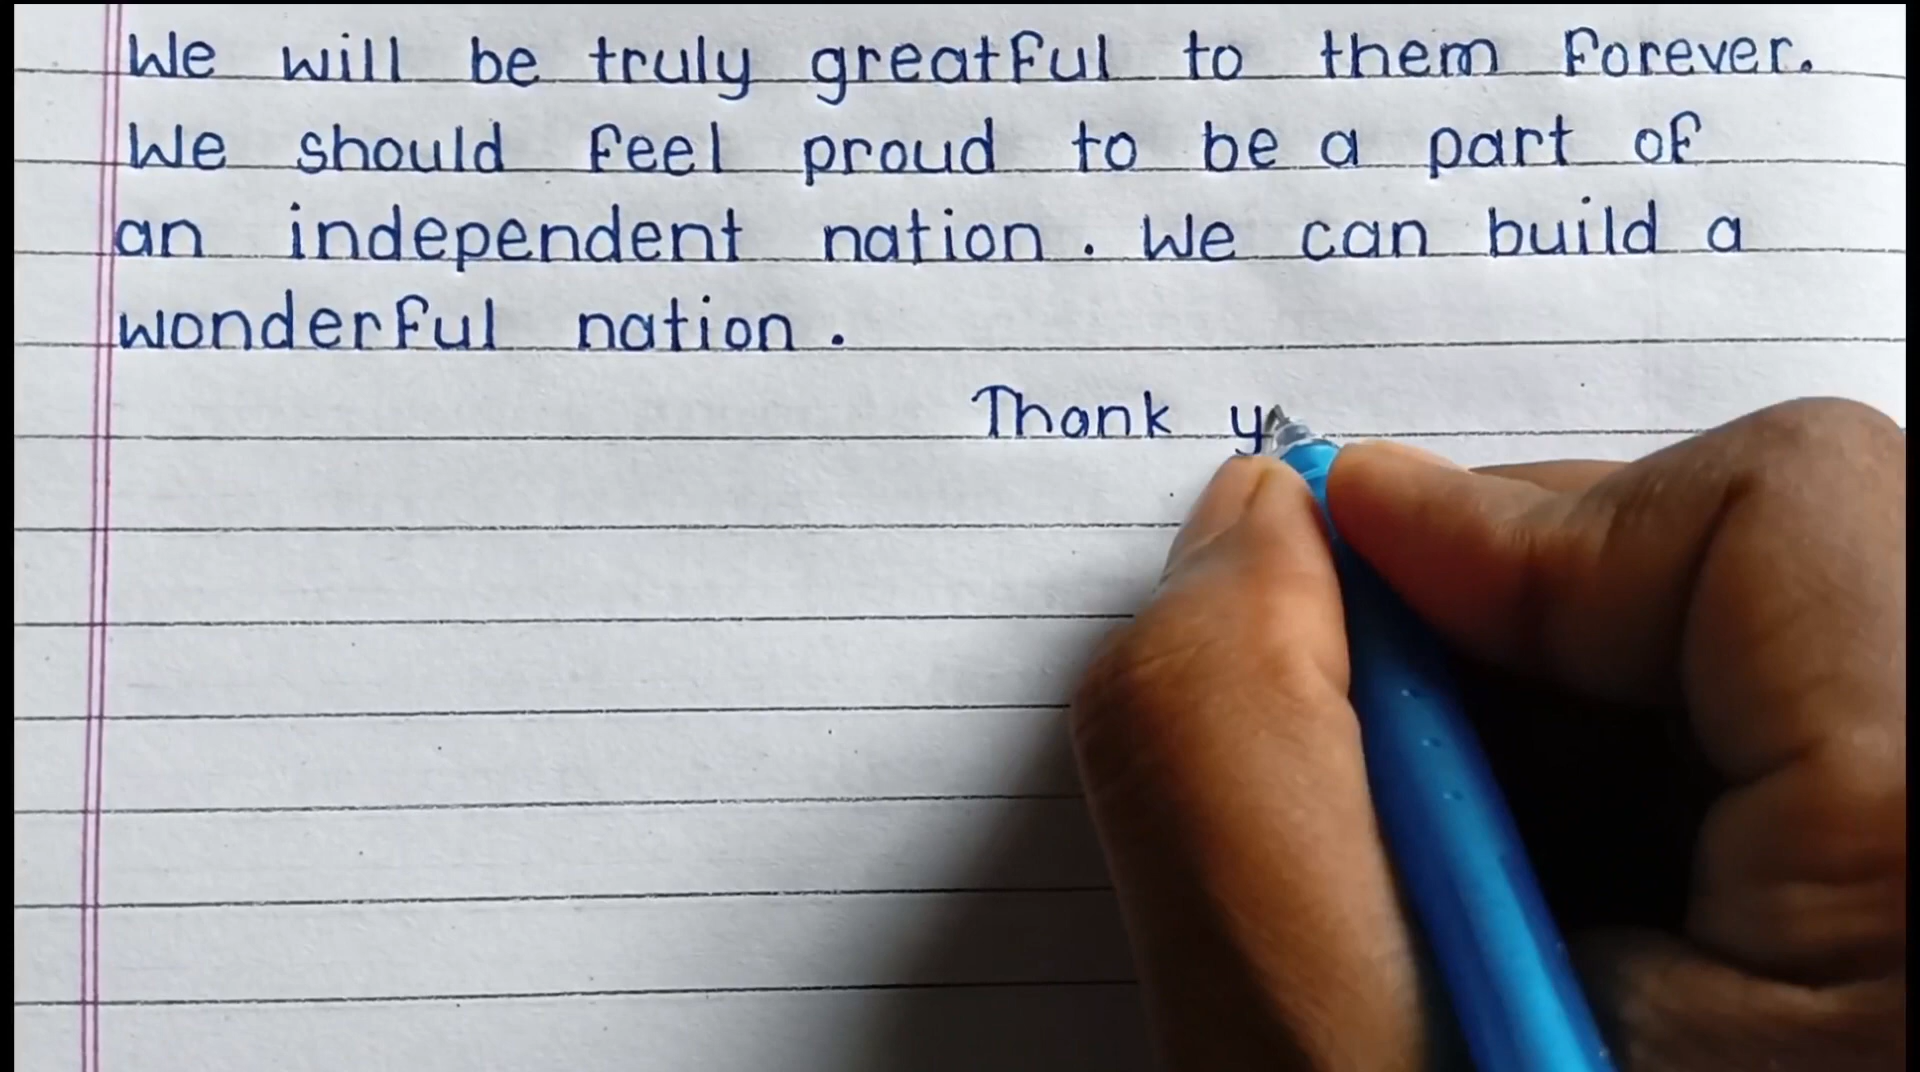 We will be truly greatful to them forever.
We should feel proud to be a part of
an independent nation. We can build a
wonderful nation.
Thank y